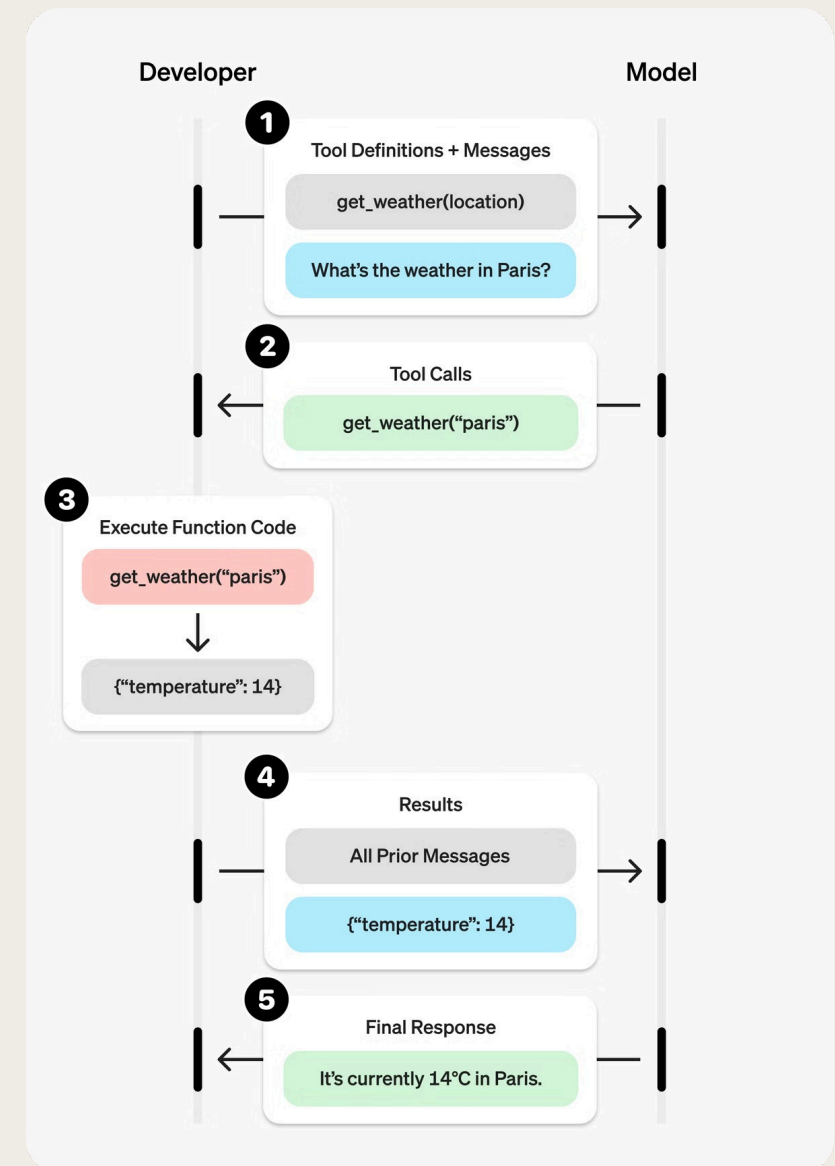 Developer
Model
1
Tool Definitions + Messages
get_weather(location)
What’s the weather in Paris?
2
Tool Calls
get_weather(“paris”)
3
Execute Function Code
get_weather(“paris”)
{“temperature”: 14}
4
Results
All Prior Messages
{“temperature”: 14}
5
Final Response
It’s currently 14°C in Paris.